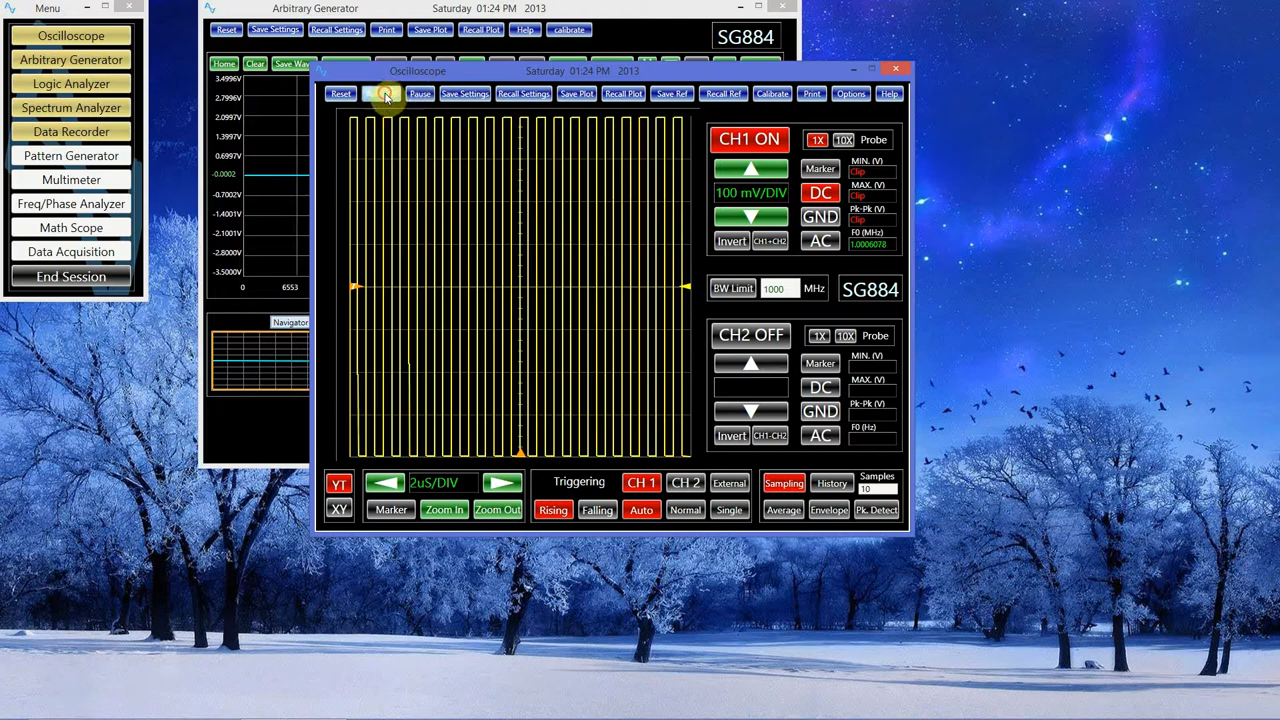 Menu
Oscilloscope
Arbitrary Generator
Logic Analyzer
Spectrum Analyzer
Data Recorder
Pattern Generator
Multimeter
Freq/Phase Analyzer
Math Scope
Data Acquisition
End Session
Arbitrary Generator Saturday 01:24 PM 2013
Reset Save Settings Recall Settings Print Save Plot Recall Plot Help calibrate
SG884
Home Clear
3.4996V
2.7996V
2.0997V
1.3997V
0.6997V
-0.0002
-0.7002V
-1.4001V
-2.1001V
-2.8000V
-3.5000V
0 6553
Navigator
Oscilloscope Saturday 01:24 PM 2013
Reset Pause Save Settings Recall Settings Save Plot Recall Plot Save Ref Recall Ref Calibrate Print Options Help
CH1 ON 1X 10X Probe
Marker MIN. (V)
Clip
100 mV/DIV DC MAX. (V)
Clip
GND Pk-Pk (V)
Clip
Invert CH1+CH2 AC F0 (MHz)
1.0006078
BW Limit 1000 MHz SG884
CH2 OFF 1X 10X Probe
Marker MIN. (V)
DC MAX. (V)
GND Pk-Pk (V)
Invert CH1-CH2 AC F0 (Hz)
YT 2uS/DIV Triggering CH 1 CH 2 External Sampling History Samples
10
XY Marker Zoom In Zoom Out Rising Falling Auto Normal Single Average Envelope Pk. Detect